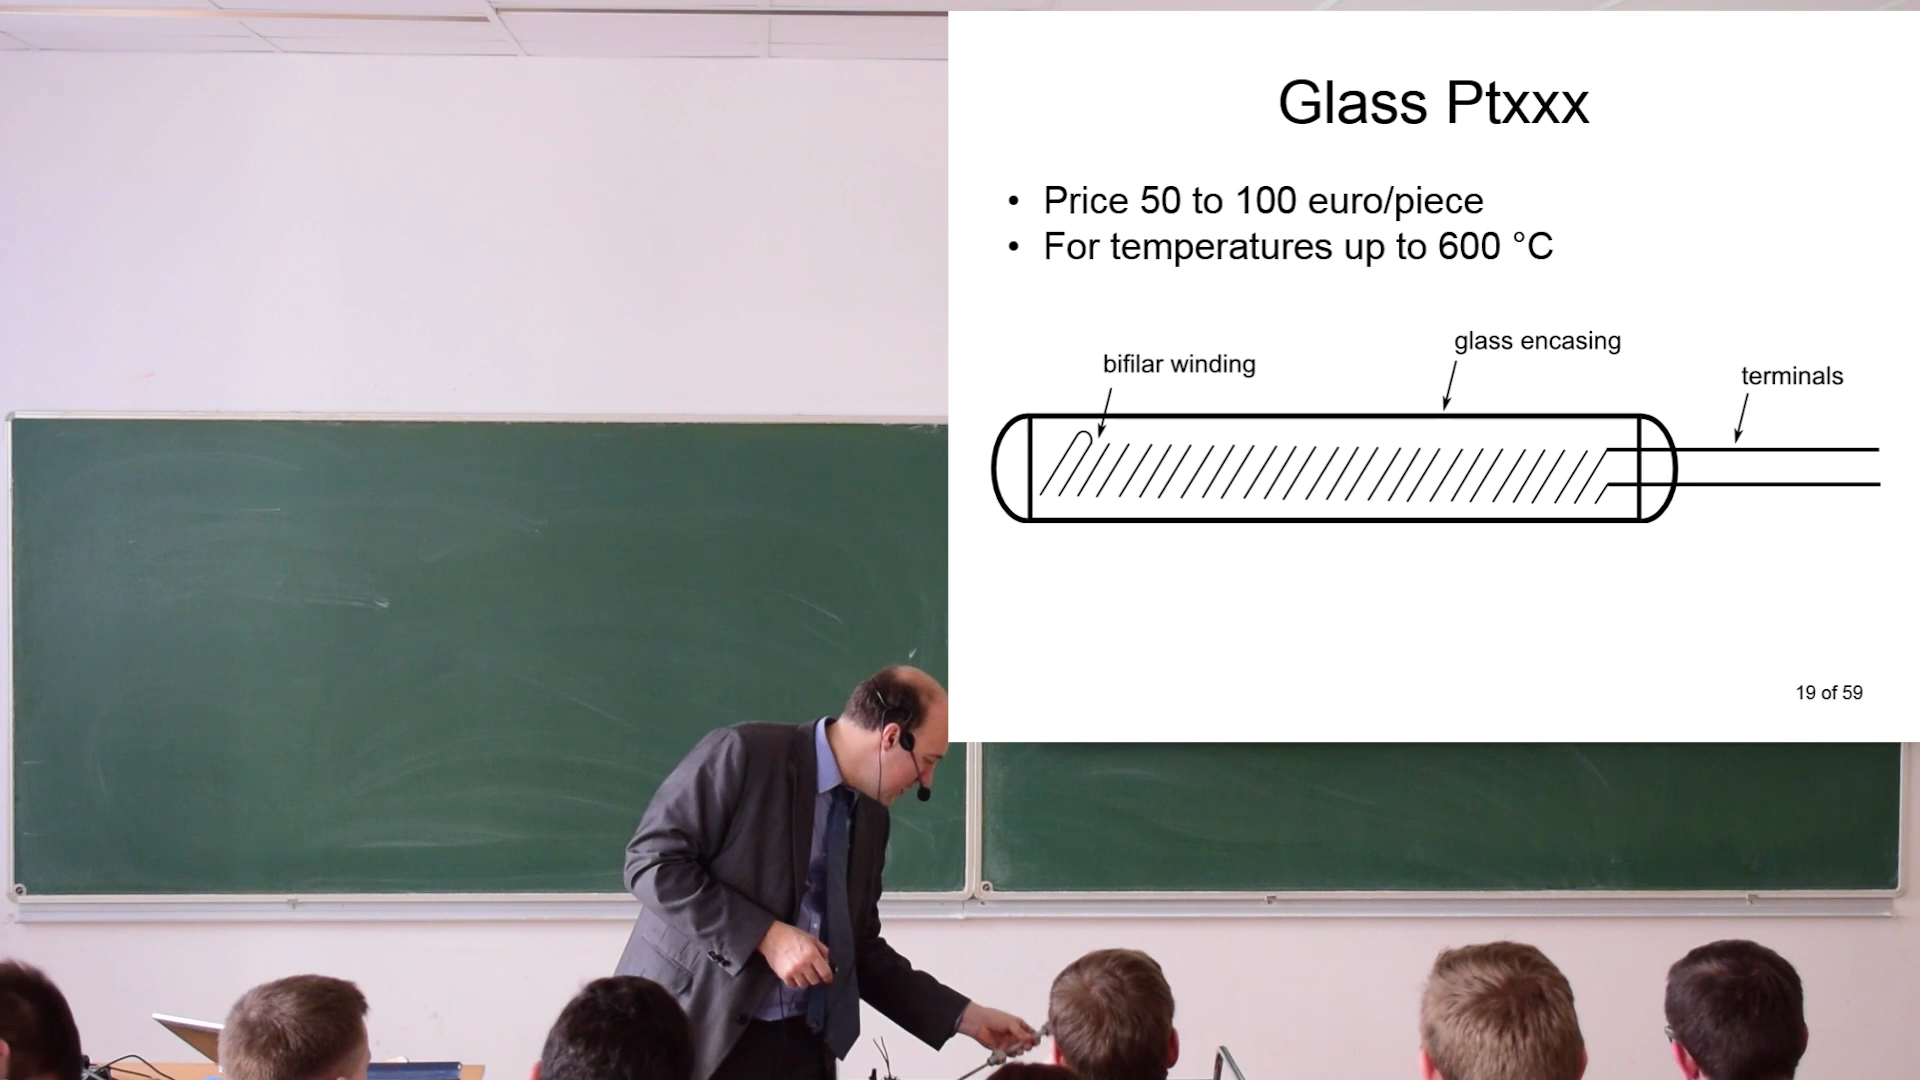 Glass Ptxxx
• Price 50 to 100 euro/piece
• For temperatures up to 600 °C
glass encasing
bifilar winding
terminals
19 of 59